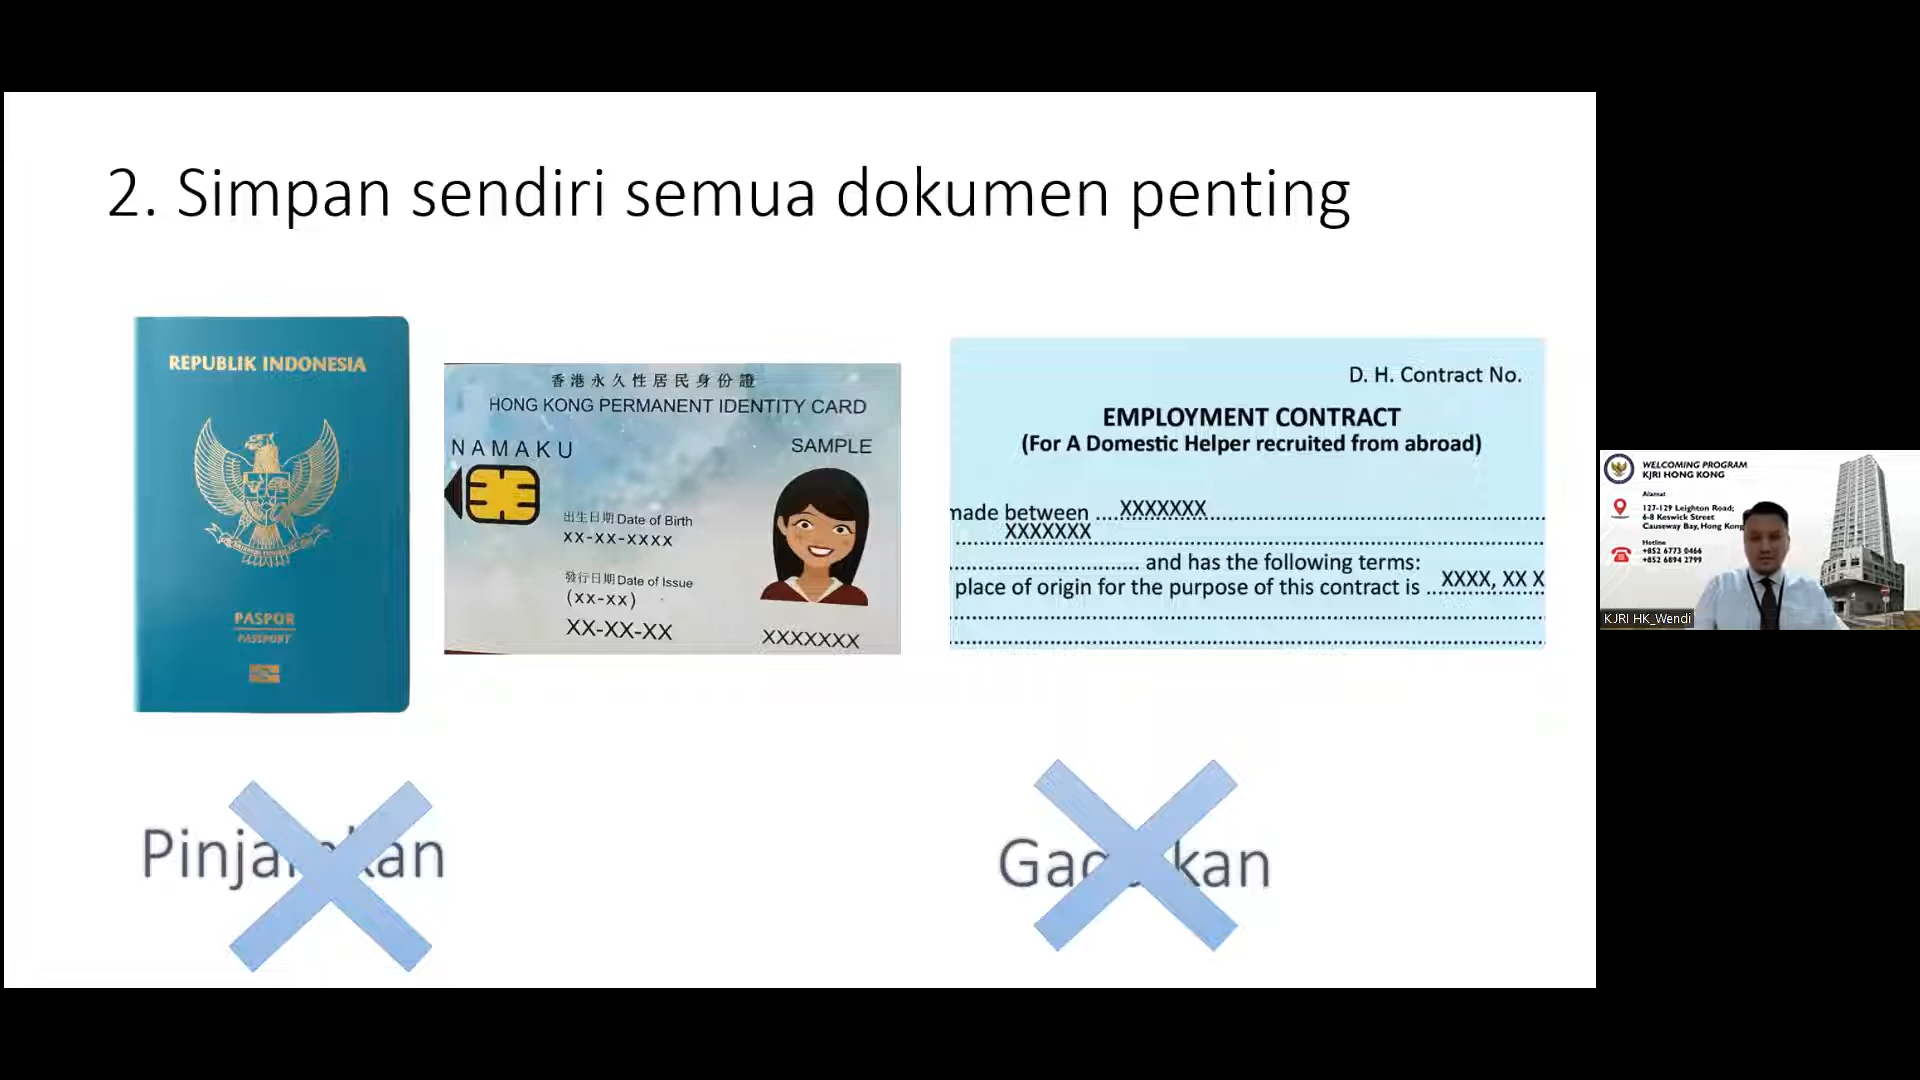 2. Simpan sendiri semua dokumen penting
REPUBLIK INDONESIA
PASPOR
PASSPORT
香港永久性居民身份證
HONG KONG PERMANENT IDENTITY CARD
NAMAKU
SAMPLE
出生日期 Date of Birth
xx-xx-xxxx
發行日期 Date of Issue
(xx-xx)
XX-XX-XX
XXXXXXX
D. H. Contract No.
EMPLOYMENT CONTRACT
(For A Domestic Helper recruited from abroad)
made between ...XXXXXXX
XXXXXXX
and has the following terms:
place of origin for the purpose of this contract is XXXX, XX X
WELCOMING PROGRAM
KJRI HONG KONG
Alamat
127-129 Leighton Road;
6-8 Keswick Street
Causeway Bay, Hong Kong
Hotline
+852 6773 0466
+852 6894 2799
KJRI HK_Wendi